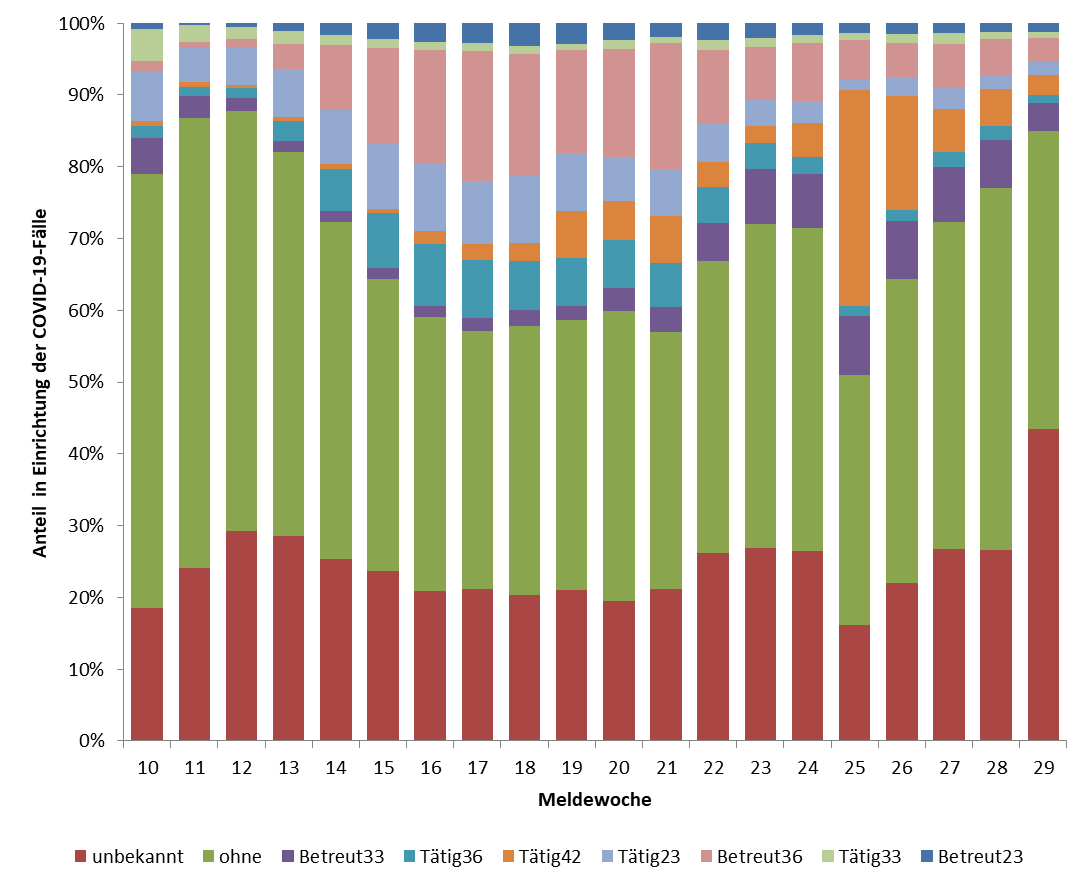 100%
90%
80%
70%
60%
50%
40%
30%
20%
10%
0%
Anteil  in Einrichtung der COVID-19-Fälle
10 11 12 13 14 15 16 17 18 19 20 21 22 23 24 25 26 27 28 29
Meldewoche
unbekannt ohne Betreut33 Tätig36 Tätig42 Tätig23 Betreut36 Tätig33 Betreut23